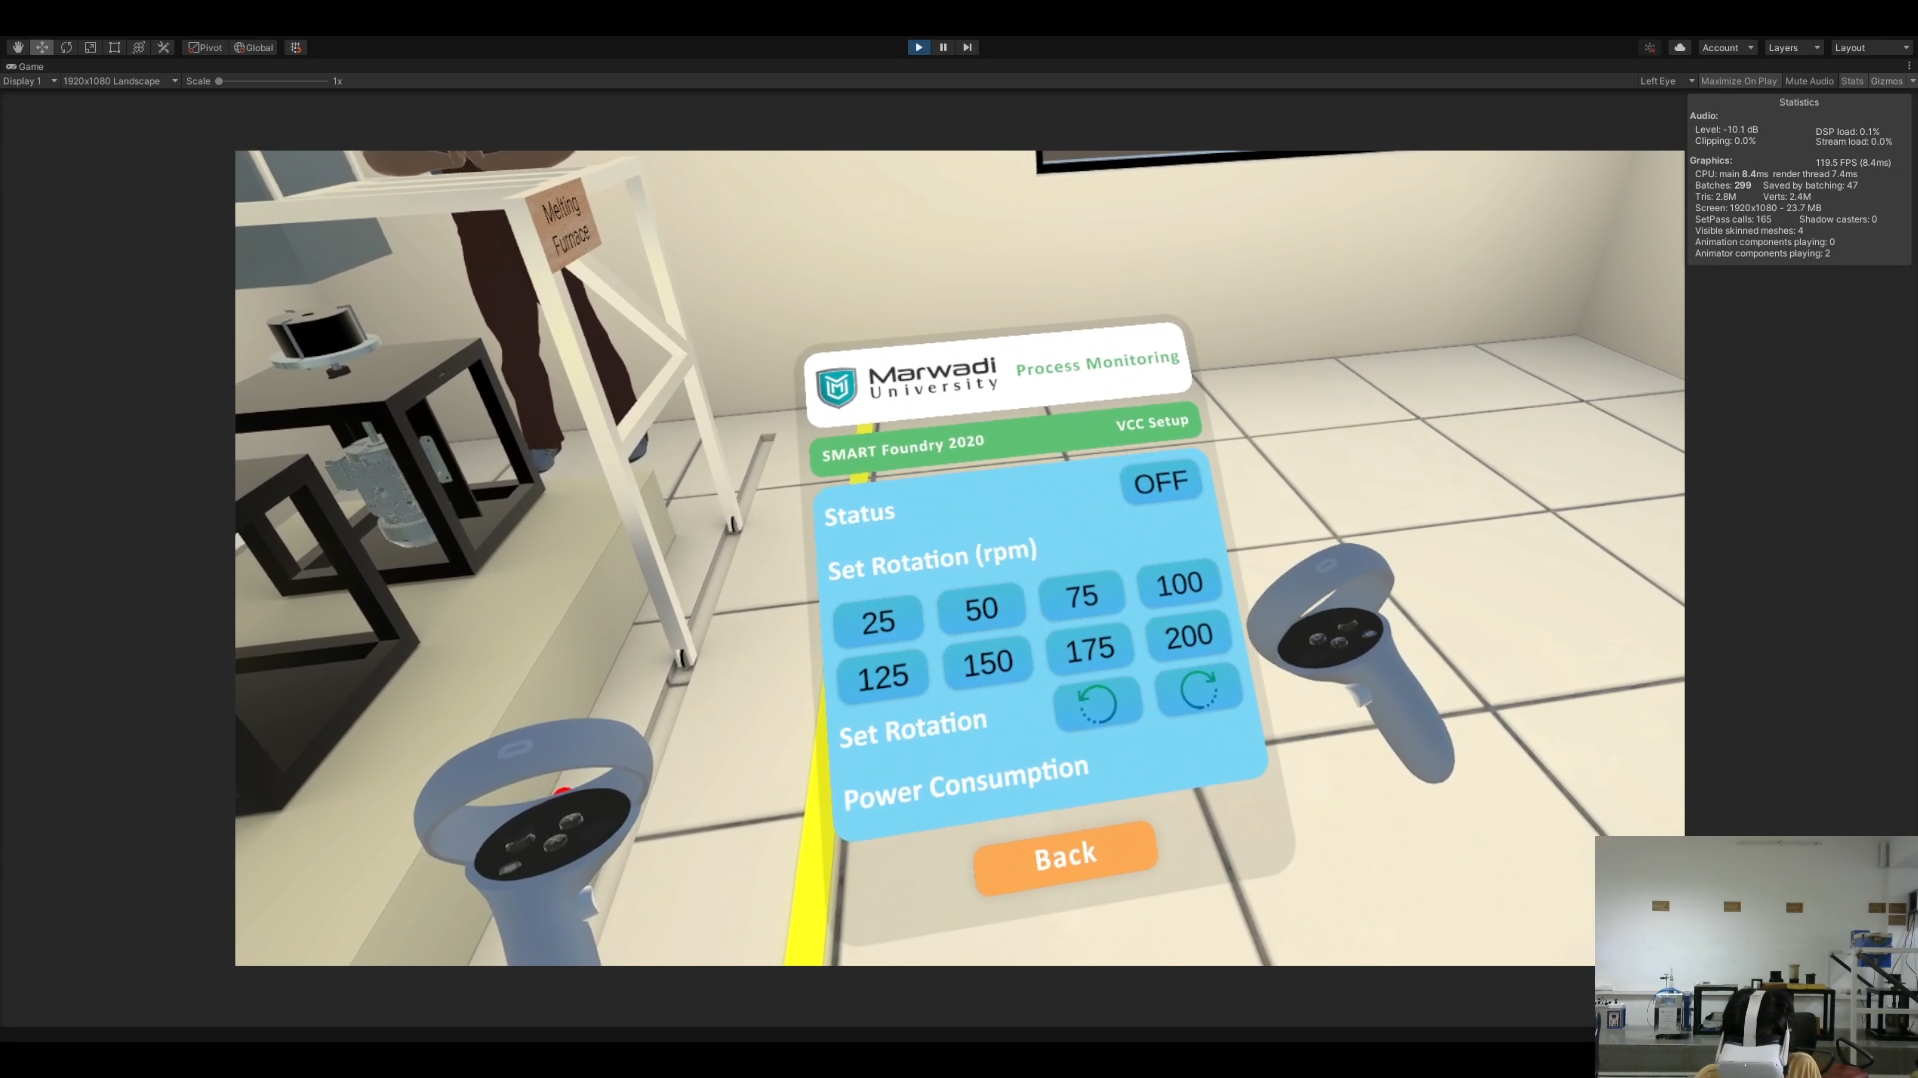 Pivot Global Account Layers Layout
Game
Display 1 1920x1080 Landscape Scale 1x Left Eye Maximize On Play Mute Audio Stats Gizmos
Statistics
Audio:
Level: -10.1 dB DSP load: 0.1%
Clipping: 0.0% Stream load: 0.0%
Graphics: 119.5 FPS (8.4ms)
CPU: main 8.4ms render thread 7.4ms
Batches: 299 Saved by batching: 47
Tris: 2.8M Verts: 2.4M
Screen: 1920x1080 - 23.7 MB
SetPass calls: 165 Shadow casters: 0
Visible skinned meshes: 4
Animation components playing: 0
Animator components playing: 2
Melting
Furnace
Marwadi
University
Process Monitoring
SMART Foundry 2020 VCC Setup
Status OFF
Set Rotation (rpm)
25 50 75 100
125 150 175 200
Set Rotation
Power Consumption
Back